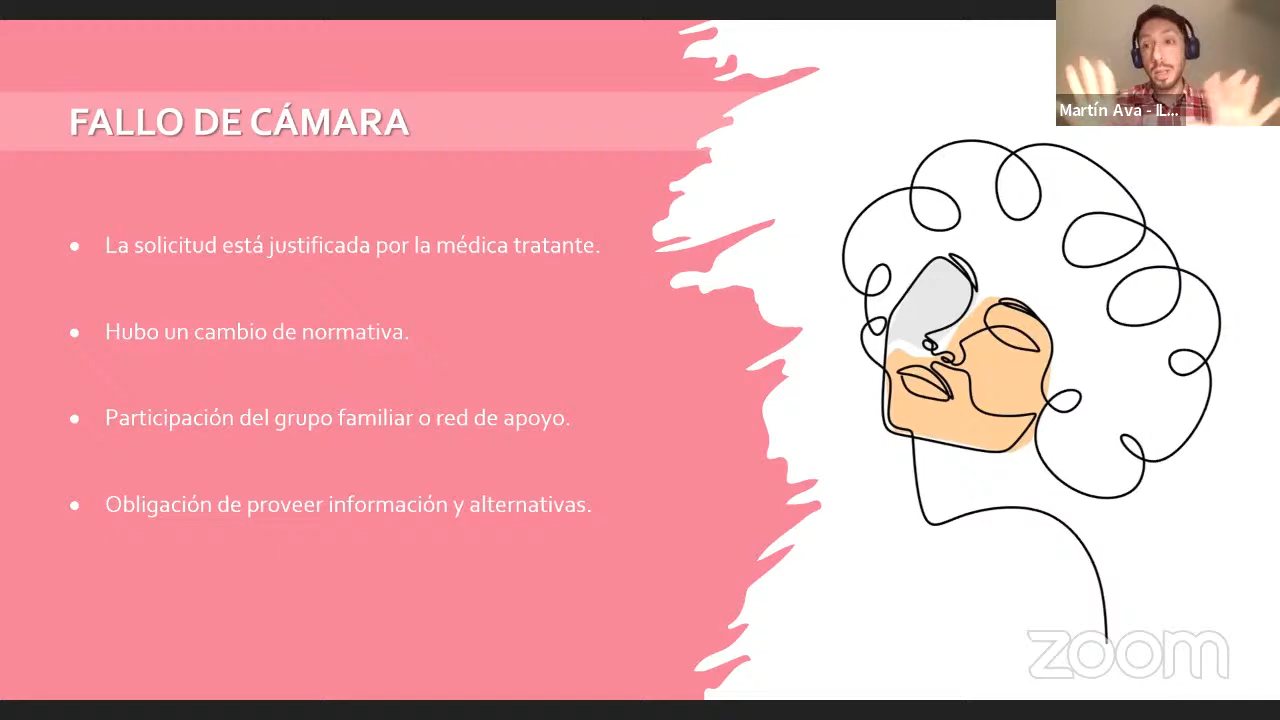 FALLO DE CÁMARA
Martín Ava - IL...
• La solicitud está justificada por la médica tratante.
• Hubo un cambio de normativa.
• Participación del grupo familiar o red de apoyo.
• Obligación de proveer información y alternativas.
zoom